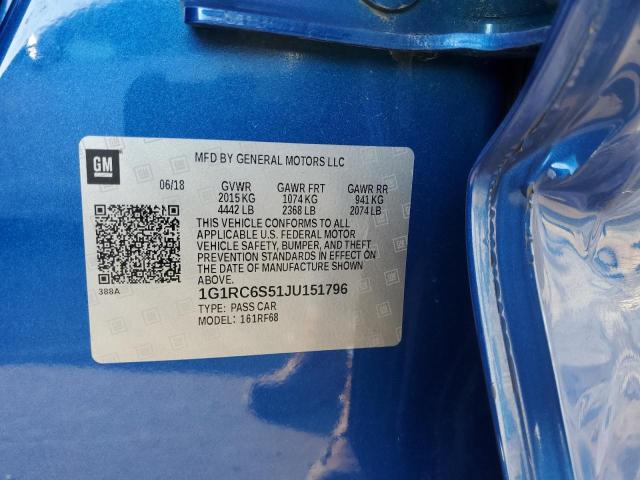 GM
MFD BY GENERAL MOTORS LLC
06/18 GVWR GAWR FRT GAWR RR
2015 KG 1074 KG 941 KG
4442 LB 2368 LB 2074 LB
THIS VEHICLE CONFORMS TO ALL
APPLICABLE U.S. FEDERAL MOTOR
VEHICLE SAFETY, BUMPER, AND THEFT
PREVENTION STANDARDS IN EFFECT ON
THE DATE OF MANUFACTURE SHOWN
ABOVE.
388A
1G1RC6S51JU151796
TYPE: PASS CAR
MODEL: 161RF68